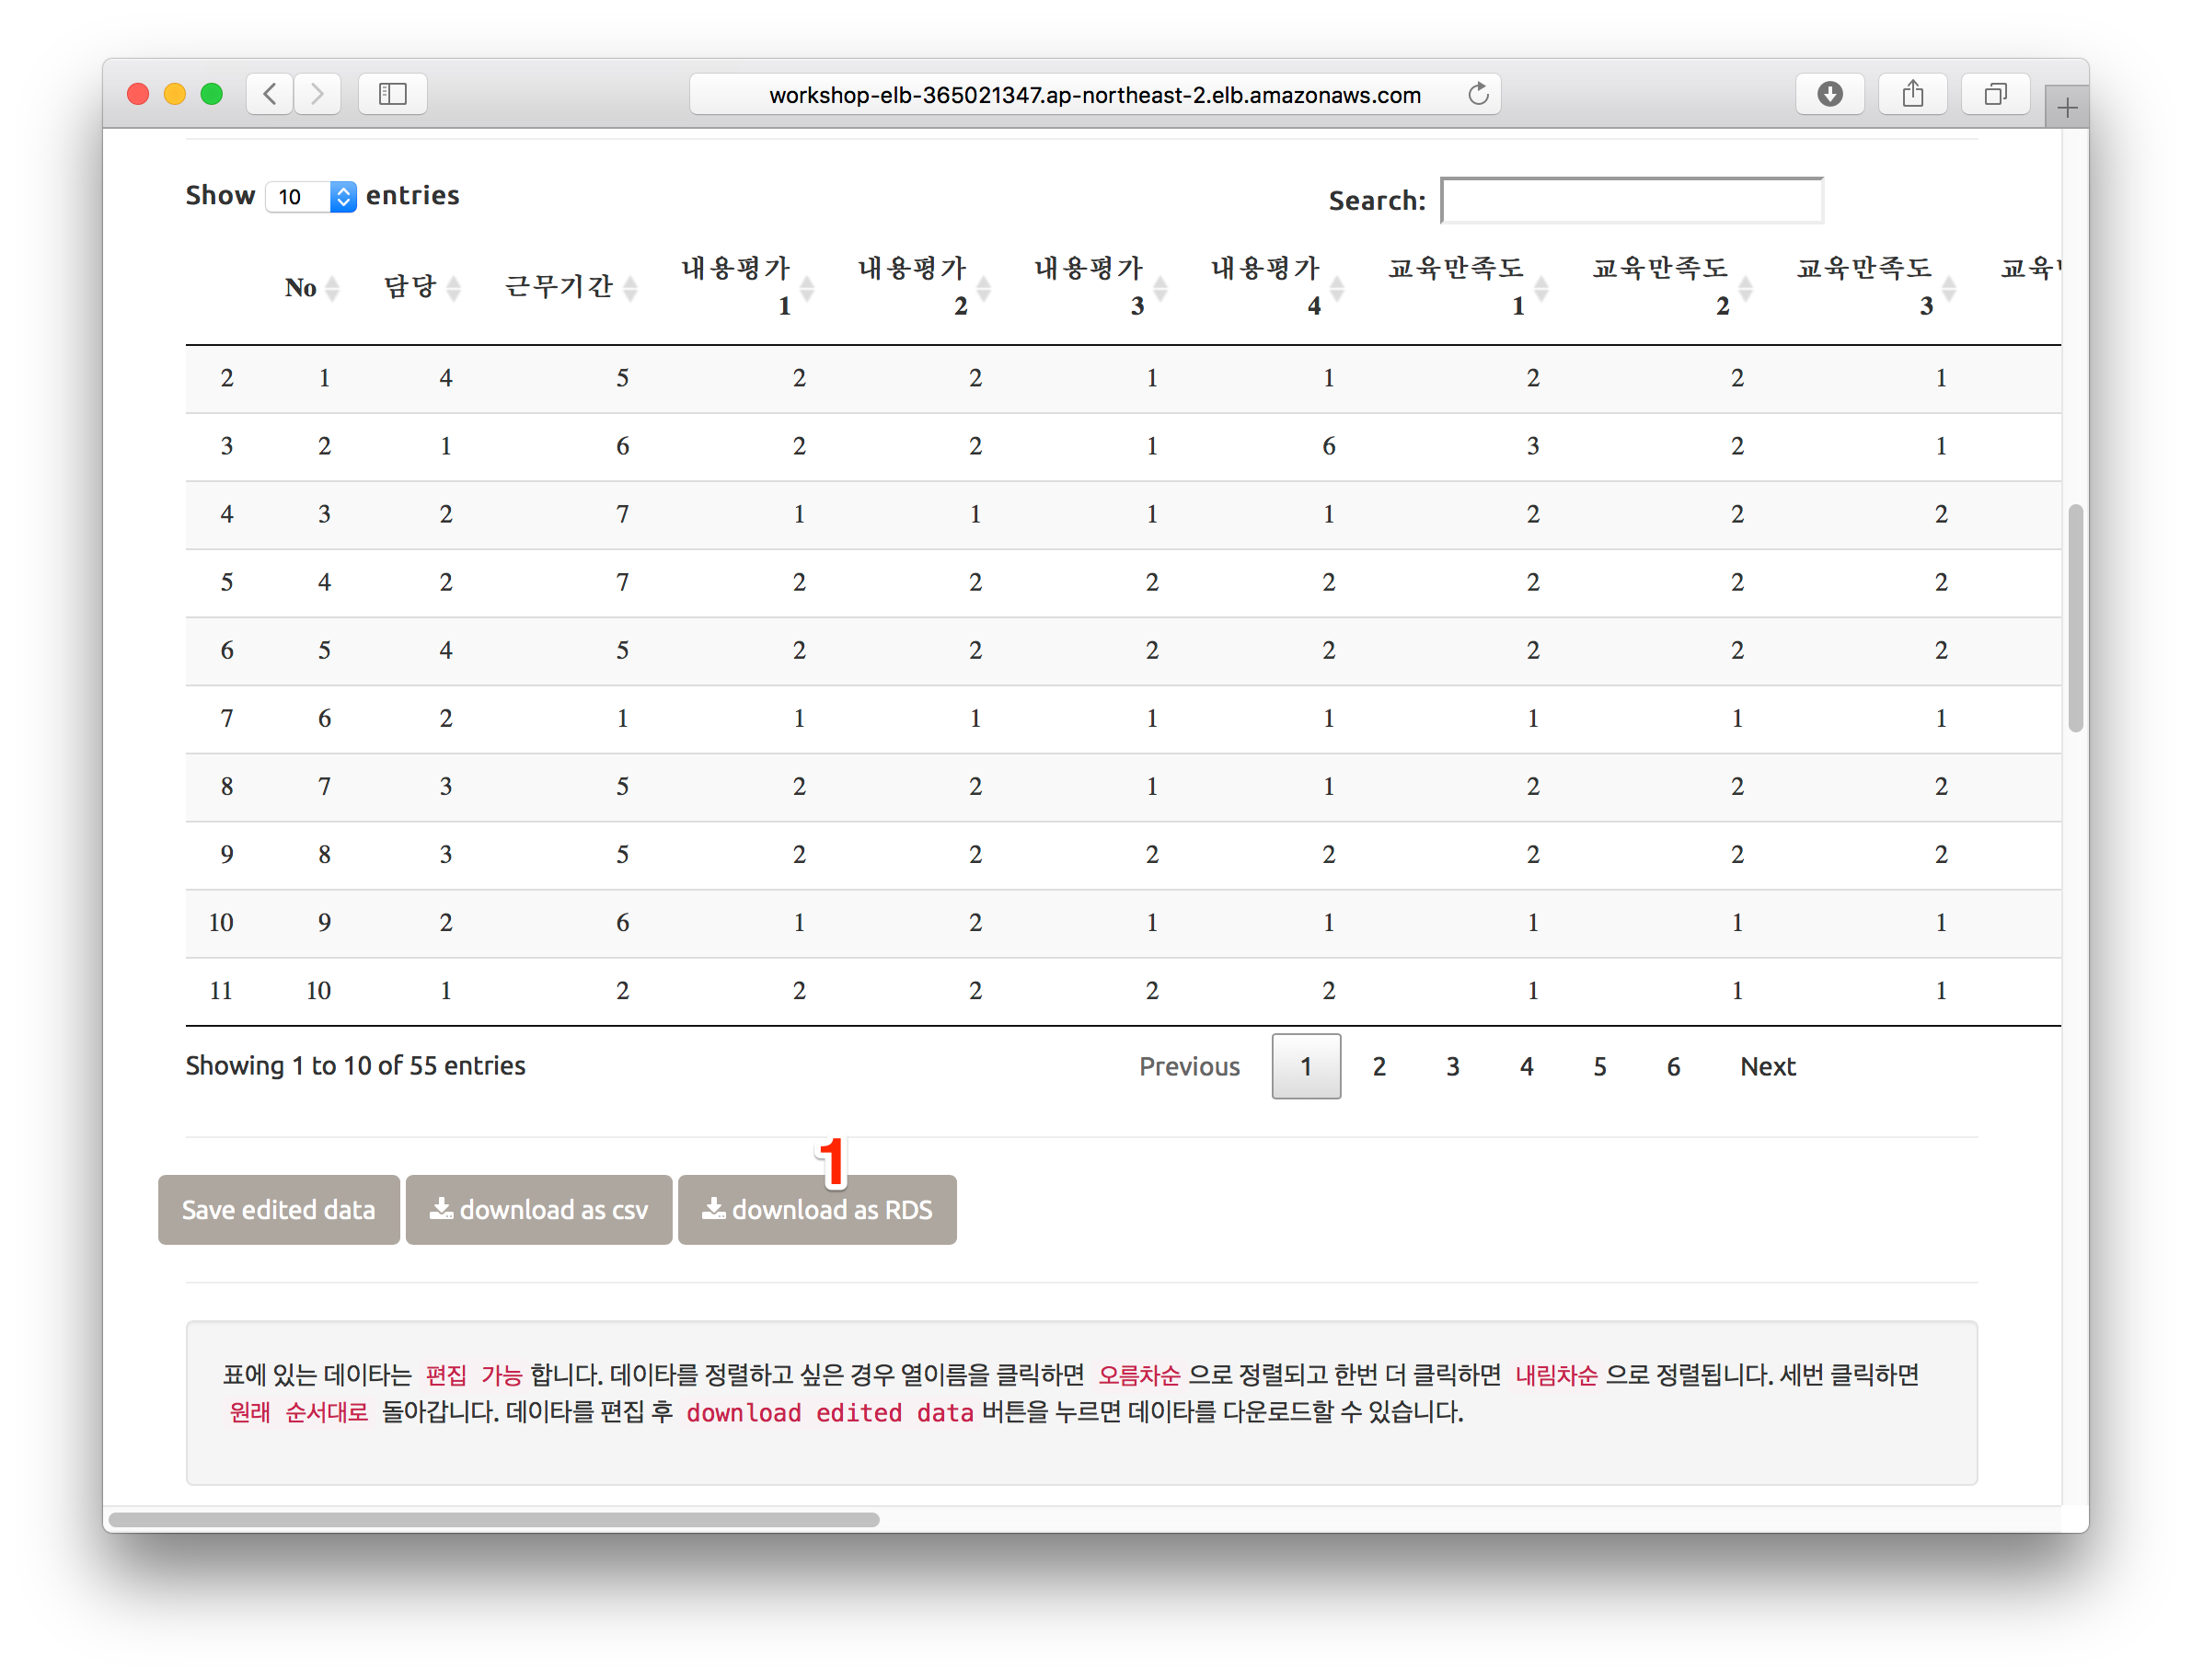 workshop-elb-365021347.ap-northeast-2.elb.amazonaws.com
Show 10 entries
Search:
No 담당 근무기간 내용평가 1 내용평가 2 내용평가 3 내용평가 4 교육만족도 1 교육만족도 2 교육만족도 3
2 1 4 5 2 2 1 1 2 2 1
3 2 1 6 2 2 1 6 3 2 1
4 3 2 7 1 1 1 1 2 2 2
5 4 2 7 2 2 2 2 2 2 2
6 5 4 5 2 2 2 2 2 2 2
7 6 2 1 1 1 1 1 1 1 1
8 7 3 5 2 2 1 1 2 2 2
9 8 3 5 2 2 2 2 2 2 2
10 9 2 6 1 2 1 1 1 1 1
11 10 1 2 2 2 2 2 1 1 1
Showing 1 to 10 of 55 entries
Previous 1 2 3 4 5 6 Next
1
Save edited data download as csv download as RDS
표에 있는 데이타는 편집 가능 합니다. 데이타를 정렬하고 싶은 경우 열이름을 클릭하면 오름차순 으로 정렬되고 한번 더 클릭하면 내림차순 으로 정렬됩니다. 세번 클릭하면
원래 순서대로 돌아갑니다. 데이타를 편집 후 download edited data 버튼을 누르면 데이타를 다운로드할 수 있습니다.